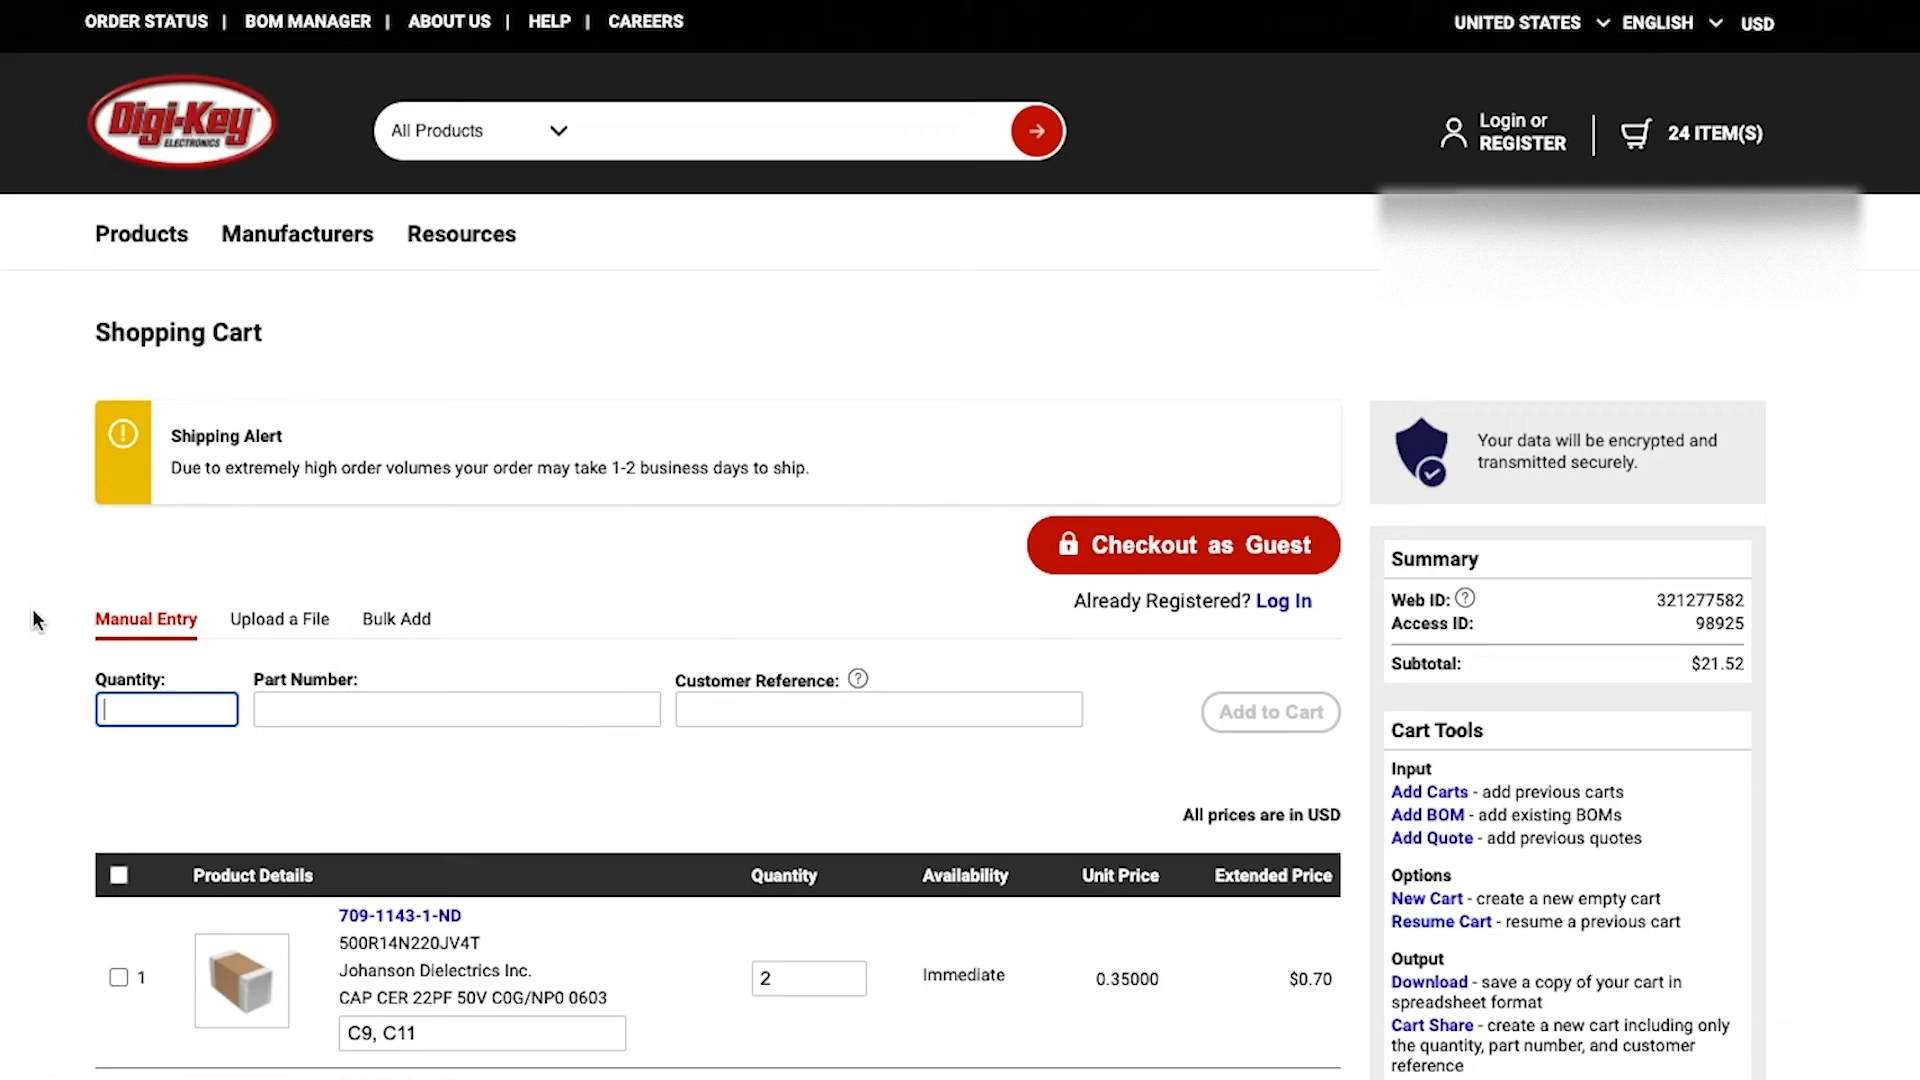 ORDER STATUS | BOM MANAGER | ABOUT US | HELP | CAREERS
UNITED STATES ENGLISH USD
Digi-Key
ELECTRONICS
All Products
Login or
REGISTER
24 ITEM(S)
Products Manufacturers Resources
Shopping Cart
Shipping Alert
Due to extremely high order volumes your order may take 1-2 business days to ship.
Your data will be encrypted and
transmitted securely.
Checkout as Guest
Already Registered? Log In
Manual Entry Upload a File Bulk Add
Quantity: Part Number: Customer Reference: ?
Add to Cart
All prices are in USD
Product Details Quantity Availability Unit Price Extended Price
1
709-1143-1-ND
500R14N220JV4T
Johanson Dielectrics Inc.
CAP CER 22PF 50V C0G/NP0 0603
C9, C11
2
Immediate
0.35000
$0.70
Summary
Web ID: ? 321277582
Access ID: 98925
Subtotal: $21.52
Cart Tools
Input
Add Carts - add previous carts
Add BOM - add existing BOMs
Add Quote - add previous quotes
Options
New Cart - create a new empty cart
Resume Cart - resume a previous cart
Output
Download - save a copy of your cart in
spreadsheet format
Cart Share - create a new cart including only
the quantity, part number, and customer
reference